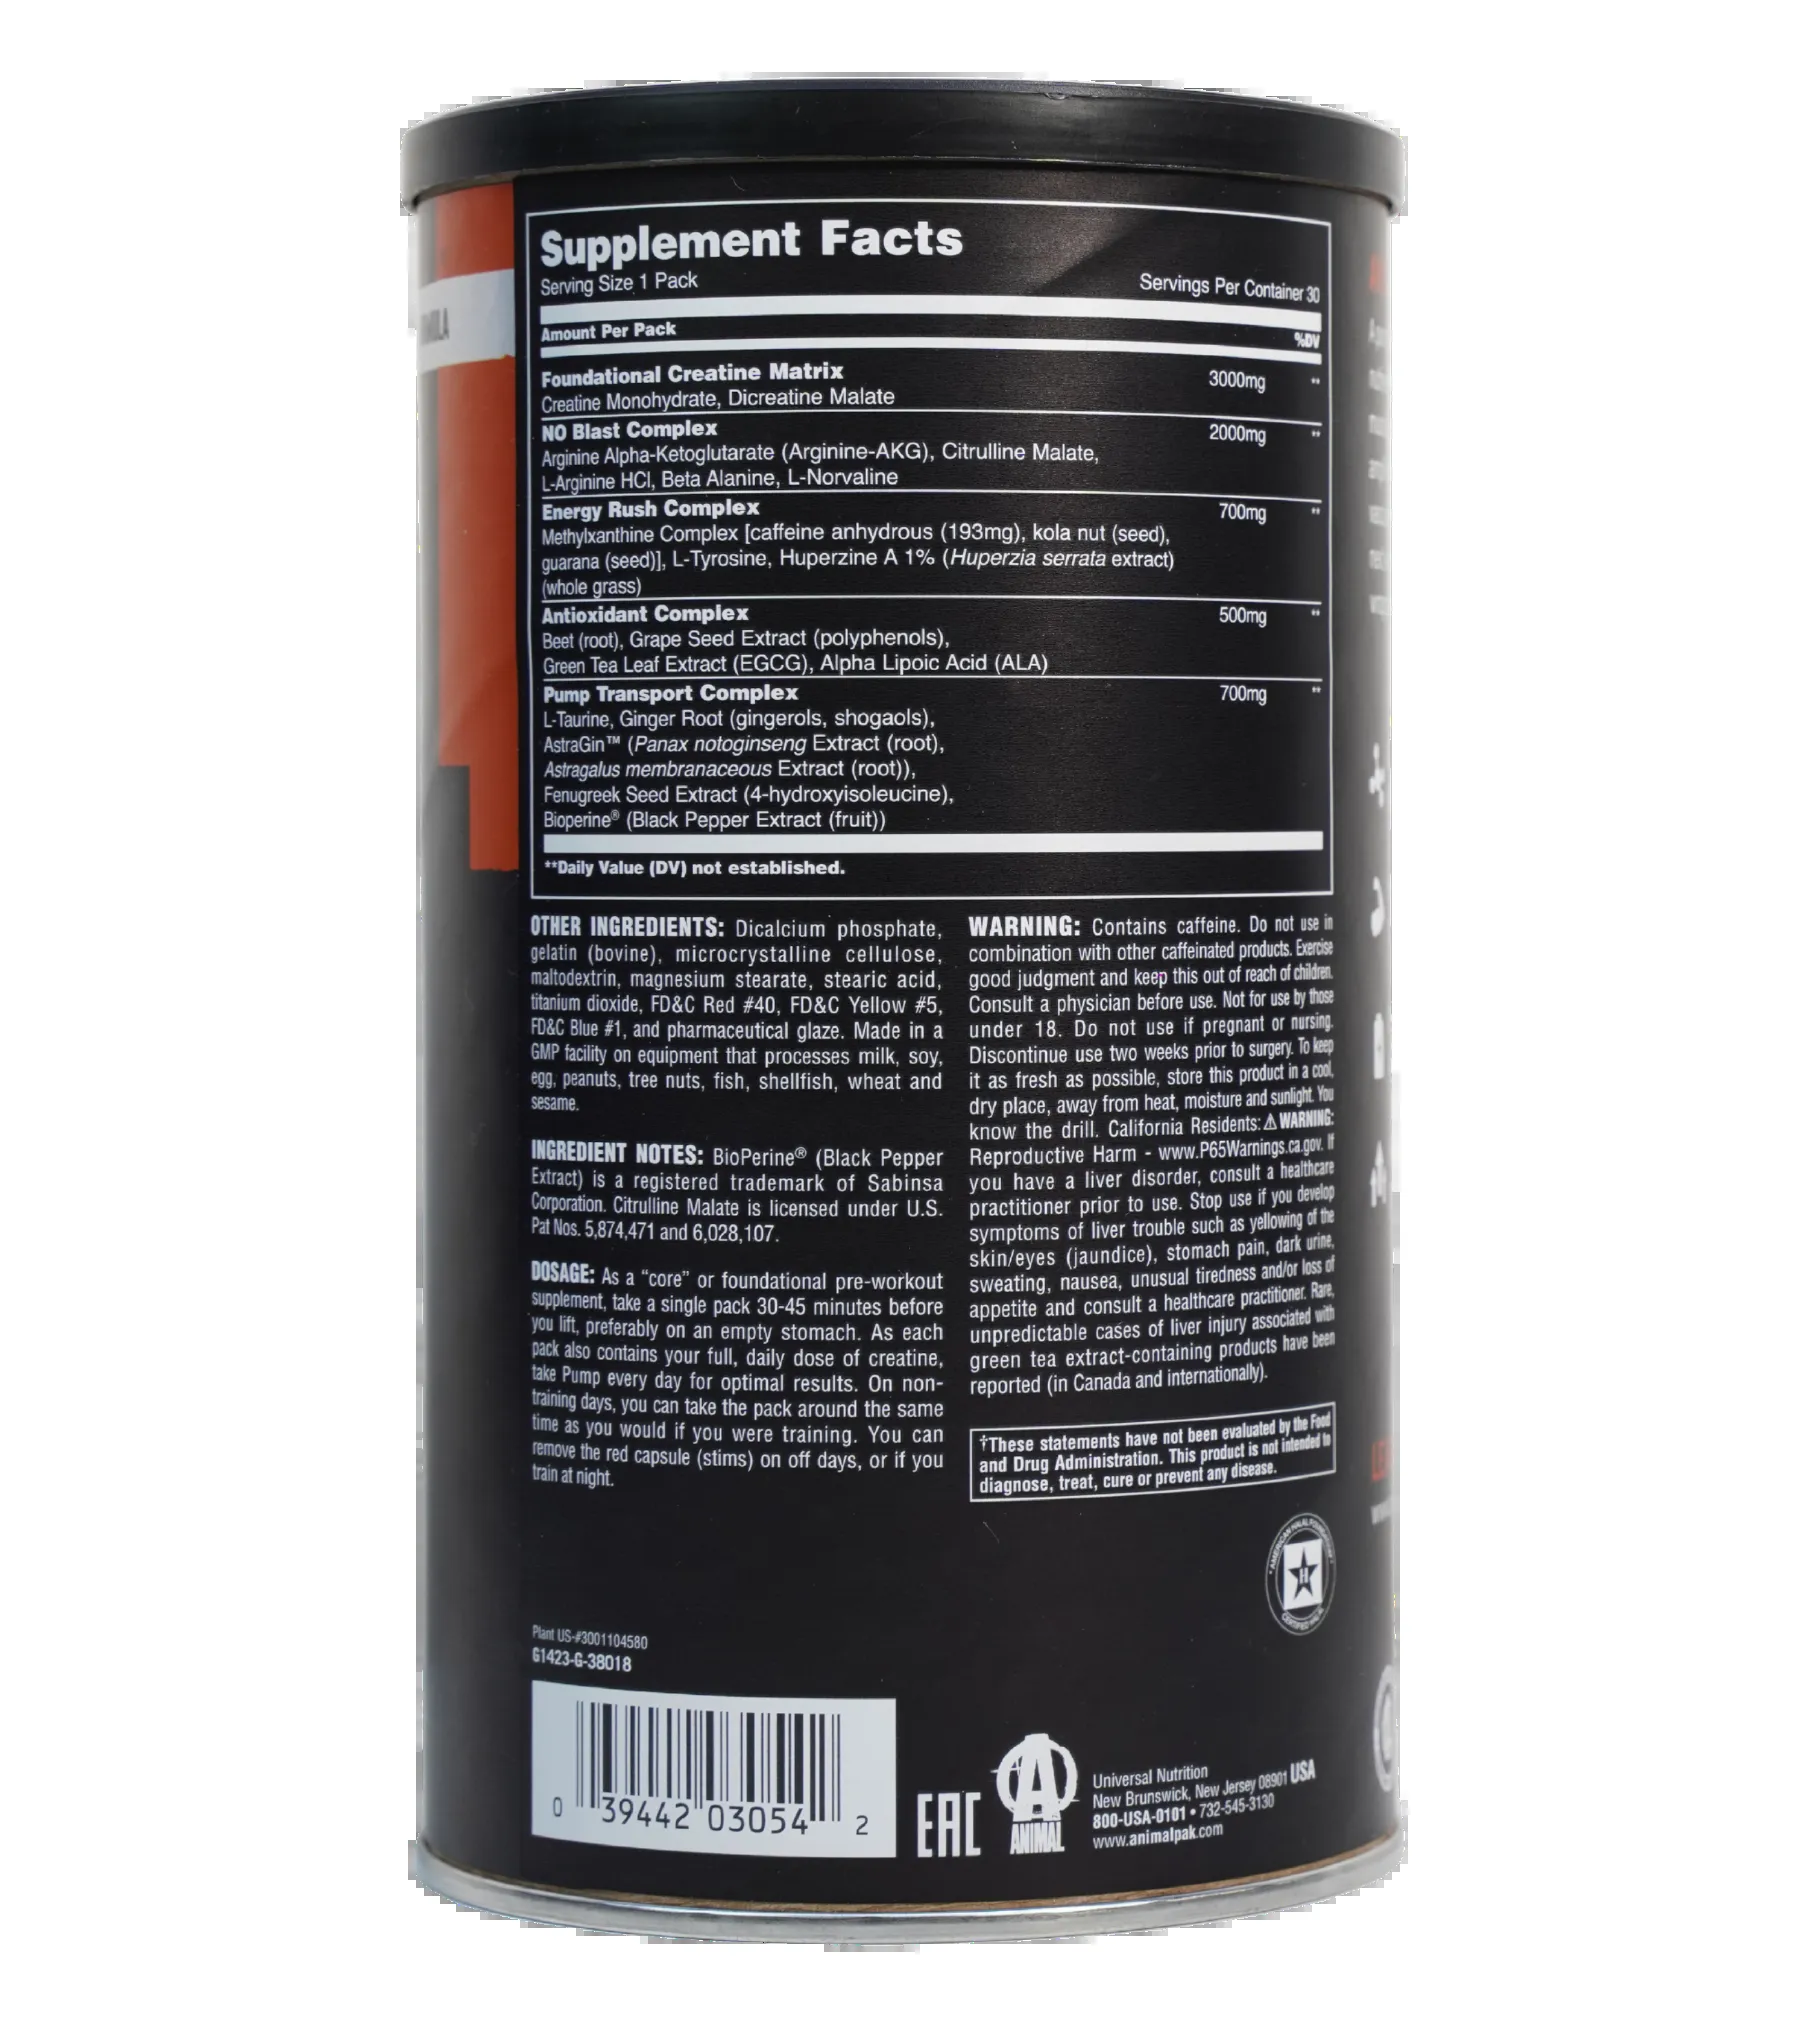 Supplement Facts
Serving Size 1 Pack
Servings Per Container 30
Amount Per Pack
%DV
Foundational Creatine Matrix 3000mg **
Creatine Monohydrate, Dicreatine Malate
NO Blast Complex 2000mg **
Arginine Alpha-Ketoglutarate (Arginine-AKG), Citrulline Malate,
L-Arginine HCl, Beta Alanine, L-Norvaline
Energy Rush Complex 700mg **
Methylxanthine Complex [caffeine anhydrous (193mg), kola nut (seed),
guarana (seed)], L-Tyrosine, Huperzine A 1% (Huperzia serrata extract)
(whole grass)
Antioxidant Complex 500mg **
Beet (root), Grape Seed Extract (polyphenols),
Green Tea Leaf Extract (EGCG), Alpha Lipoic Acid (ALA)
Pump Transport Complex 700mg **
L-Taurine, Ginger Root (gingerols, shogaols),
AstraGin™ (Panax notoginseng Extract (root),
Astragalus membranaceous Extract (root)),
Fenugreek Seed Extract (4-hydroxyisoleucine),
Bioperine® (Black Pepper Extract (fruit))
**Daily Value (DV) not established.
OTHER INGREDIENTS: Dicalcium phosphate,
gelatin (bovine), microcrystalline cellulose,
maltodextrin, magnesium stearate, stearic acid,
titanium dioxide, FD&C Red #40, FD&C Yellow #5,
FD&C Blue #1, and pharmaceutical glaze. Made in a
GMP facility on equipment that processes milk, soy,
egg, peanuts, tree nuts, fish, shellfish, wheat and
sesame.
INGREDIENT NOTES: BioPerine® (Black Pepper
Extract) is a registered trademark of Sabinsa
Corporation. Citrulline Malate is licensed under U.S.
Pat Nos. 5,874,471 and 6,028,107.
DOSAGE: As a “core” or foundational pre-workout
supplement, take a single pack 30-45 minutes before
you lift, preferably on an empty stomach. As each
pack also contains your full, daily dose of creatine,
take Pump every day for optimal results. On non-
training days, you can take the pack around the same
time as you would if you were training. You can
remove the red capsule (stims) on off days, or if you
train at night.
WARNING: Contains caffeine. Do not use in
combination with other caffeinated products. Exercise
good judgment and keep this out of reach of children.
Consult a physician before use. Not for use by those
under 18. Do not use if pregnant or nursing.
Discontinue use two weeks prior to surgery. To keep
it as fresh as possible, store this product in a cool,
dry place, away from heat, moisture and sunlight. You
know the drill. California Residents: ⚠ WARNING:
Reproductive Harm - www.P65Warnings.ca.gov. If
you have a liver disorder, consult a healthcare
practitioner prior to use. Stop use if you develop
symptoms of liver trouble such as yellowing of the
skin/eyes (jaundice), stomach pain, dark urine,
sweating, nausea, unusual tiredness and/or loss of
appetite and consult a healthcare practitioner. Rare,
unpredictable cases of liver injury associated with
green tea extract-containing products have been
reported (in Canada and internationally).
†These statements have not been evaluated by the Food
and Drug Administration. This product is not intended to
diagnose, treat, cure or prevent any disease.
AMERICAN HALAL FOUNDATION
H
CERTIFIED HALAL
Plant US-#3001104580
G1423-G-38018
0 39442 03054 2
EAC
A
ANIMAL
Universal Nutrition
New Brunswick, New Jersey 08901 USA
800-USA-0101 • 732-545-3130
www.animalpak.com